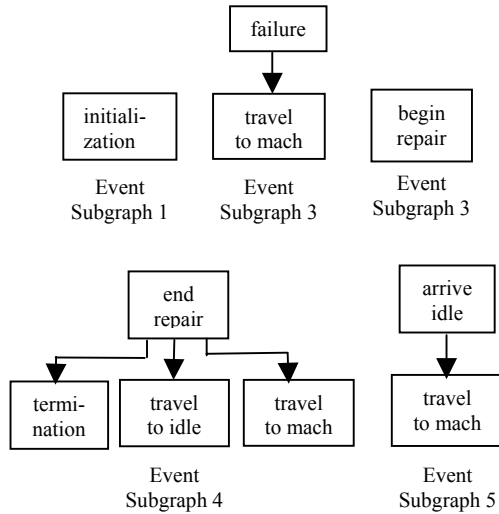 failure
initiali-
zation
travel
to mach
begin
repair
Event
Subgraph 1
Event
Subgraph 3
Event
Subgraph 3
end
repair
arrive
idle
termi-
nation
travel
to idle
travel
to mach
travel
to mach
Event
Subgraph 4
Event
Subgraph 5